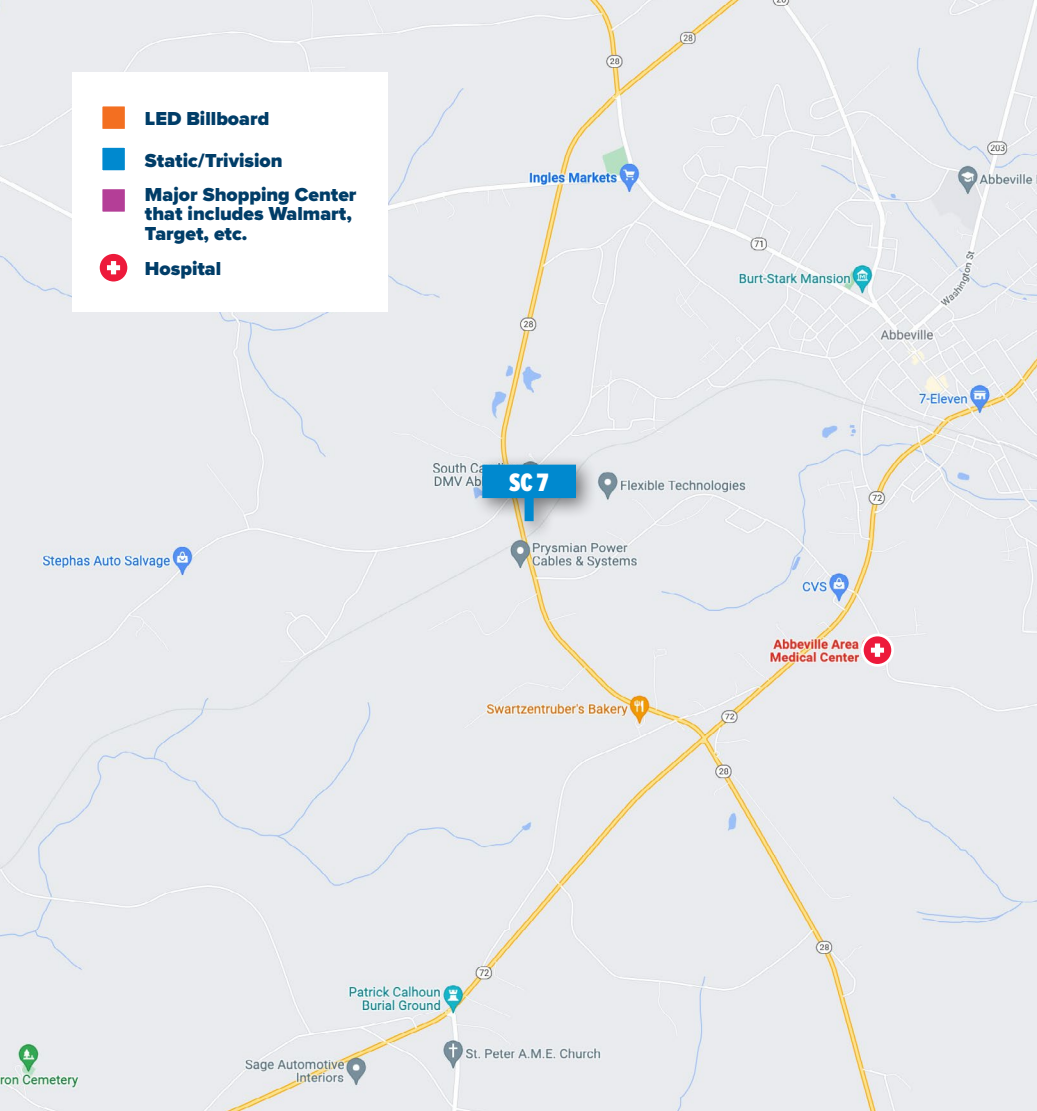 20
28
28
LED Billboard
Static/Trivision
Major Shopping Center
that includes Walmart,
Target, etc.
Hospital
203
Ingles Markets
Abbeville
71
Burt-Stark Mansion
Washington St
28
Abbeville
7-Eleven
South
DMV
SC 7
Flexible Technologies
72
Prysmian Power
Cables & Systems
Stephas Auto Salvage
CVS
Abbeville Area
Medical Center
Swartzentruber's Bakery
72
28
28
72
Patrick Calhoun
Burial Ground
St. Peter A.M.E. Church
Sage Automotive
Interiors
Cemetery